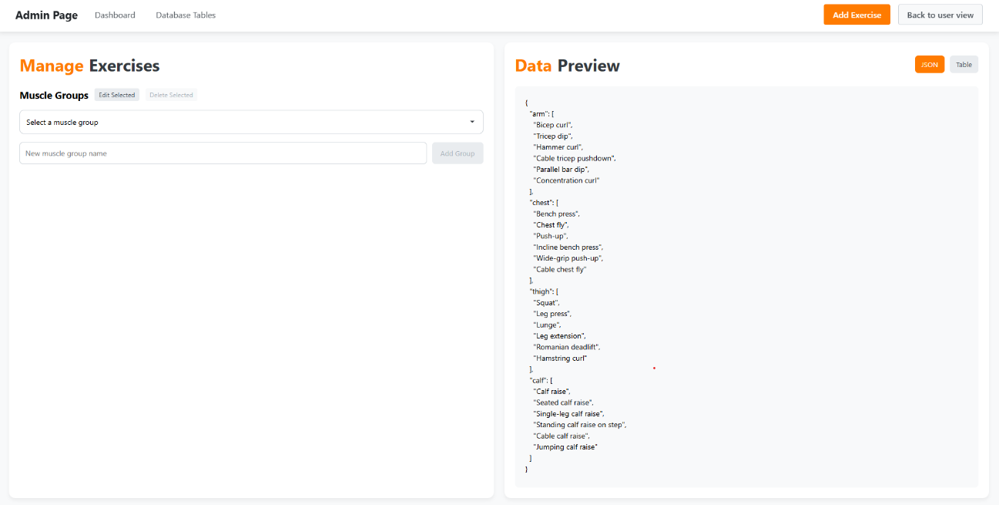 Admin Page Dashboard Database Tables Add Exercise Back to user view
Manage Exercises
Muscle Groups Edit Selected Delete Selected
Select a muscle group
New muscle group name Add Group
Data Preview JSON Table
{
"arm": [
"Bicep curl",
"Tricep dip",
"Hammer curl",
"Cable tricep pushdown",
"Parallel bar dip",
"Concentration curl"
],
"chest": [
"Bench press",
"Chest fly",
"Push-up",
"Incline bench press",
"Wide-grip push-up",
"Cable chest fly"
],
"thigh": [
"Squat",
"Leg press",
"Lunge",
"Leg extension",
"Romanian deadlift",
"Hamstring curl"
],
"calf": [
"Calf raise",
"Seated calf raise",
"Single-leg calf raise",
"Standing calf raise on step",
"Cable calf raise",
"Jumping calf raise"
]
}